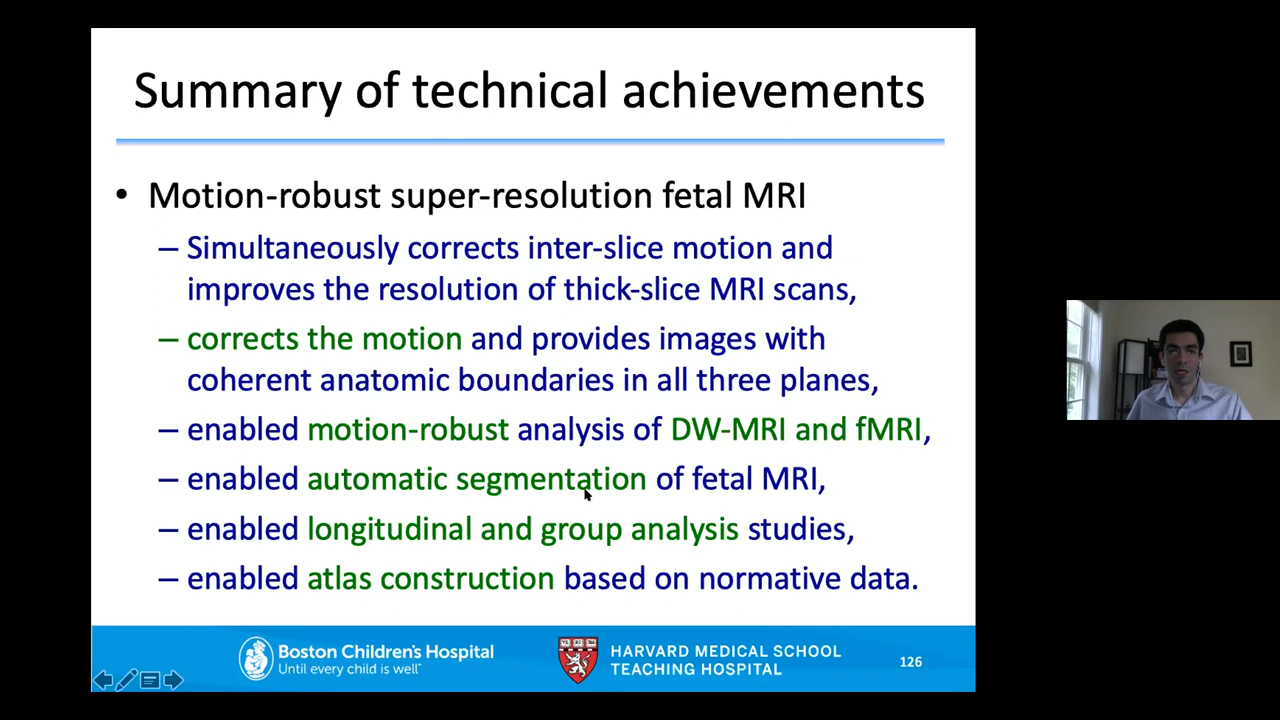 Summary of technical achievements
• Motion-robust super-resolution fetal MRI
– Simultaneously corrects inter-slice motion and
improves the resolution of thick-slice MRI scans,
– corrects the motion and provides images with
coherent anatomic boundaries in all three planes,
– enabled motion-robust analysis of DW-MRI and fMRI,
– enabled automatic segmentation of fetal MRI,
– enabled longitudinal and group analysis studies,
– enabled atlas construction based on normative data.
Boston Children's Hospital
Until every child is well™
HARVARD MEDICAL SCHOOL
TEACHING HOSPITAL
126